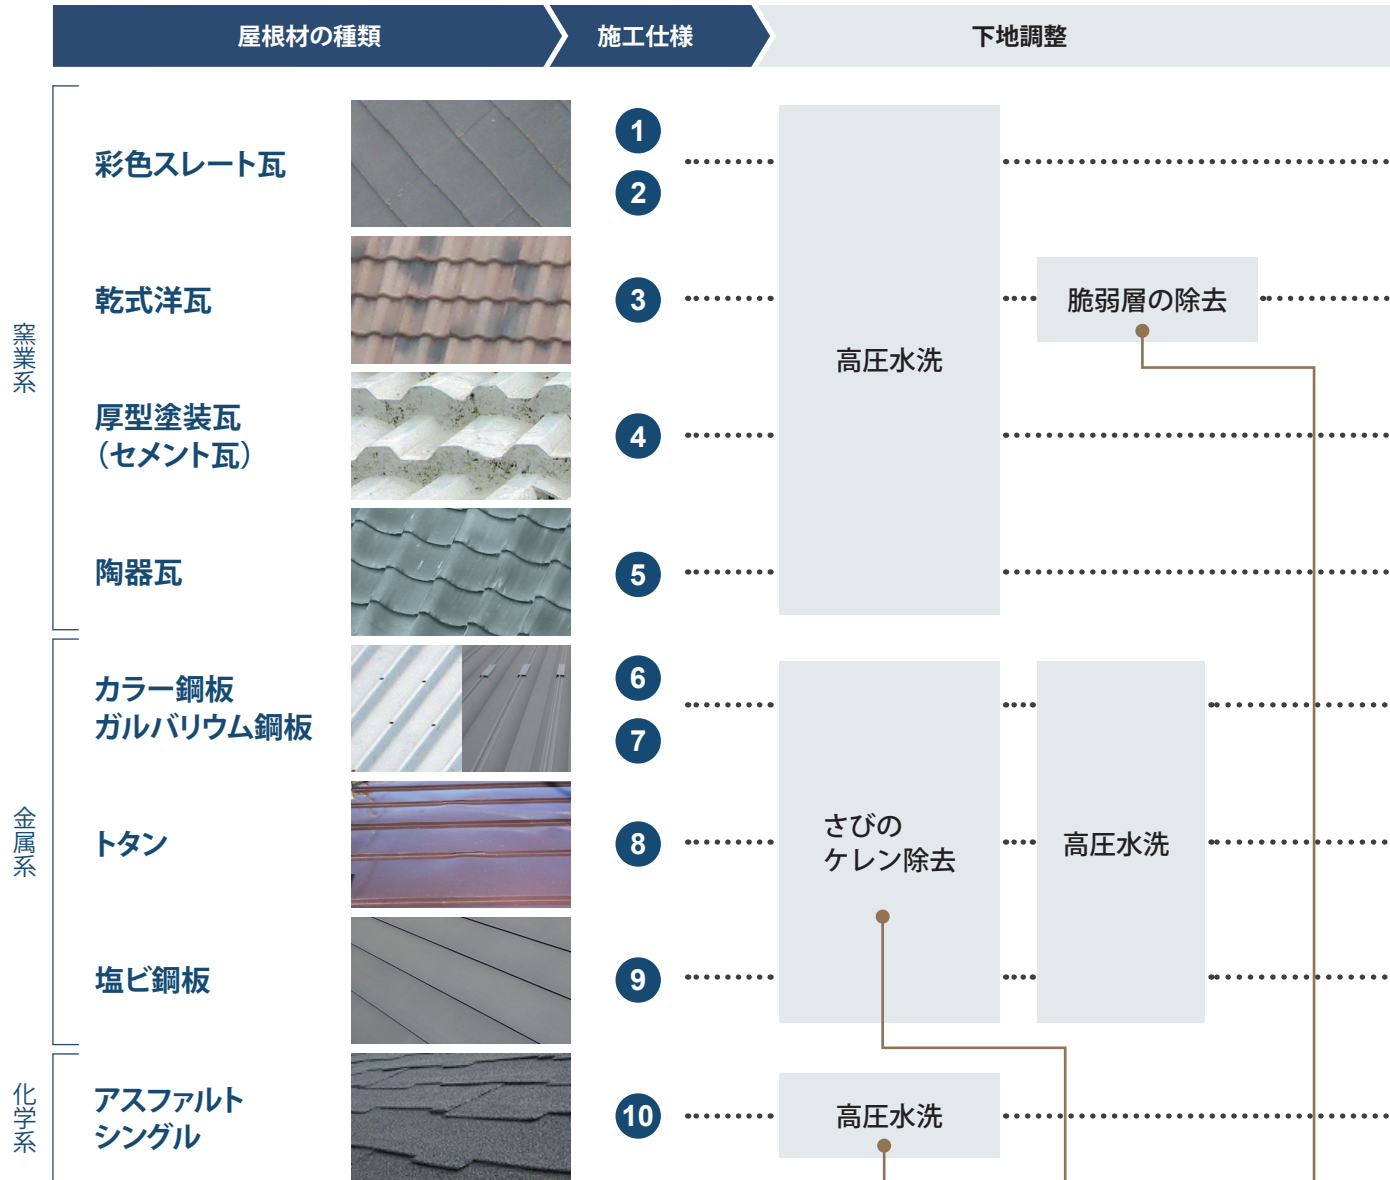 屋根材の種類
施工仕様
下地調整
窯業系
彩色スレート瓦
1
2
乾式洋瓦
3
脆弱層の除去
高圧水洗
厚型塗装瓦
（セメント瓦）
4
陶器瓦
5
金属系
カラー鋼板
ガルバリウム鋼板
6
7
トタン
8
さびの
ケレン除去
高圧水洗
塩ビ鋼板
9
化学系
アスファルト
シングル
10
高圧水洗